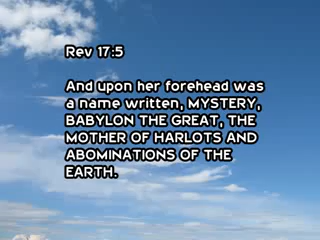 Rev 17:5
And upon her forehead was
a name written, MYSTERY,
BABYLON THE GREAT, THE
MOTHER OF HARLOTS AND
ABOMINATIONS OF THE
EARTH.